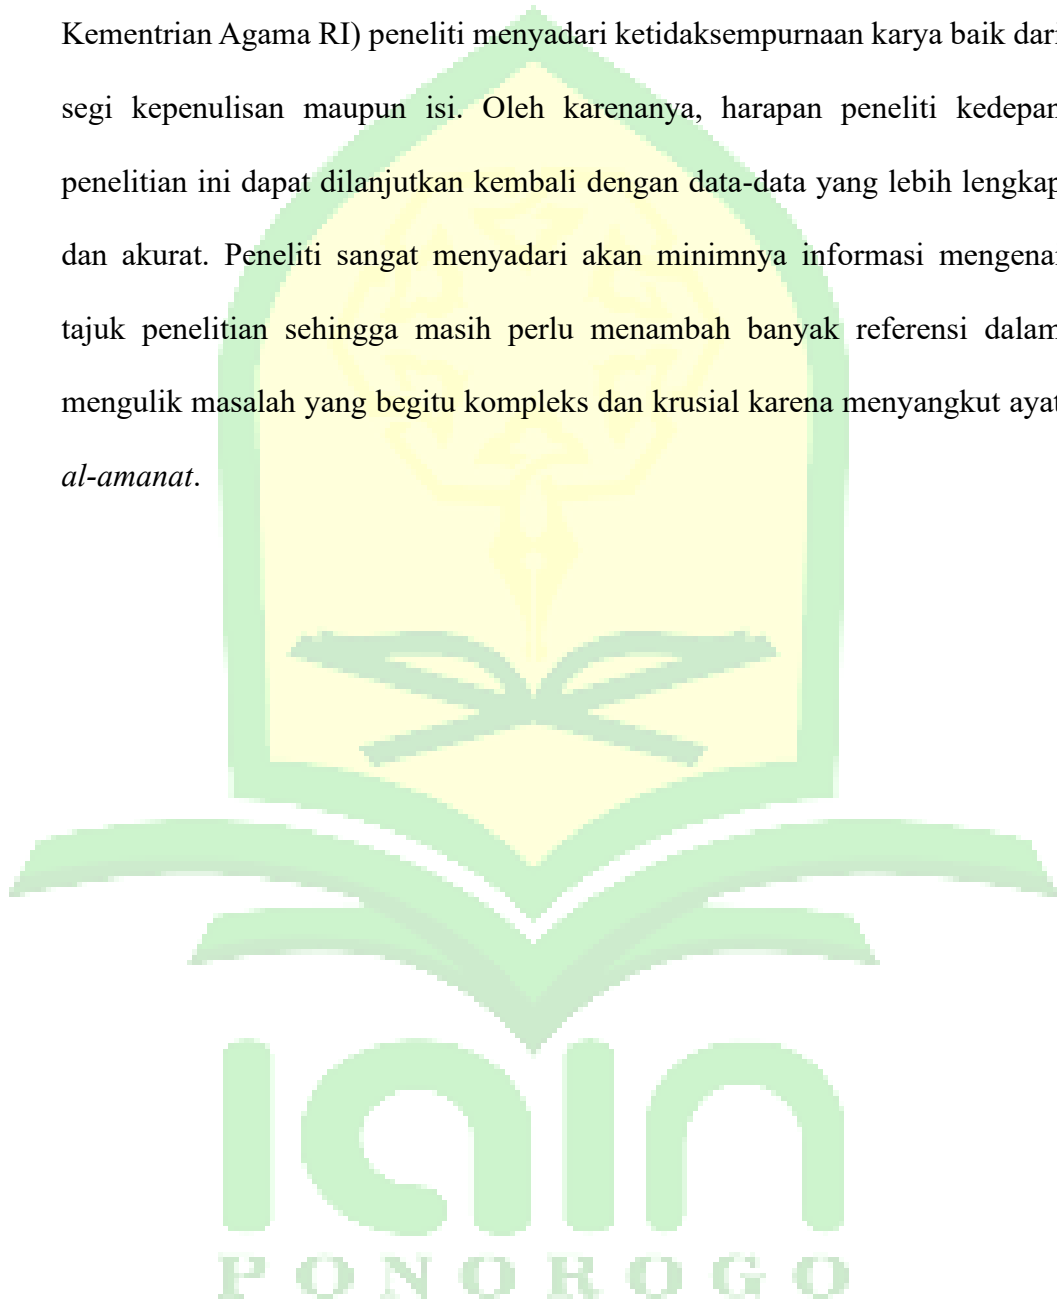 Kementrian Agama RI) peneliti menyadari ketidaksempurnaan karya baik dari
segi kepenulisan maupun isi. Oleh karenanya, harapan peneliti kedepan
penelitian ini dapat dilanjutkan kembali dengan data-data yang lebih lengkap
dan akurat. Peneliti sangat menyadari akan minimnya informasi mengenai
tajuk penelitian sehingga masih perlu menambah banyak referensi dalam
mengulik masalah yang begitu kompleks dan krusial karena menyangkut ayat
al-amanat.
iain
PONOROGO